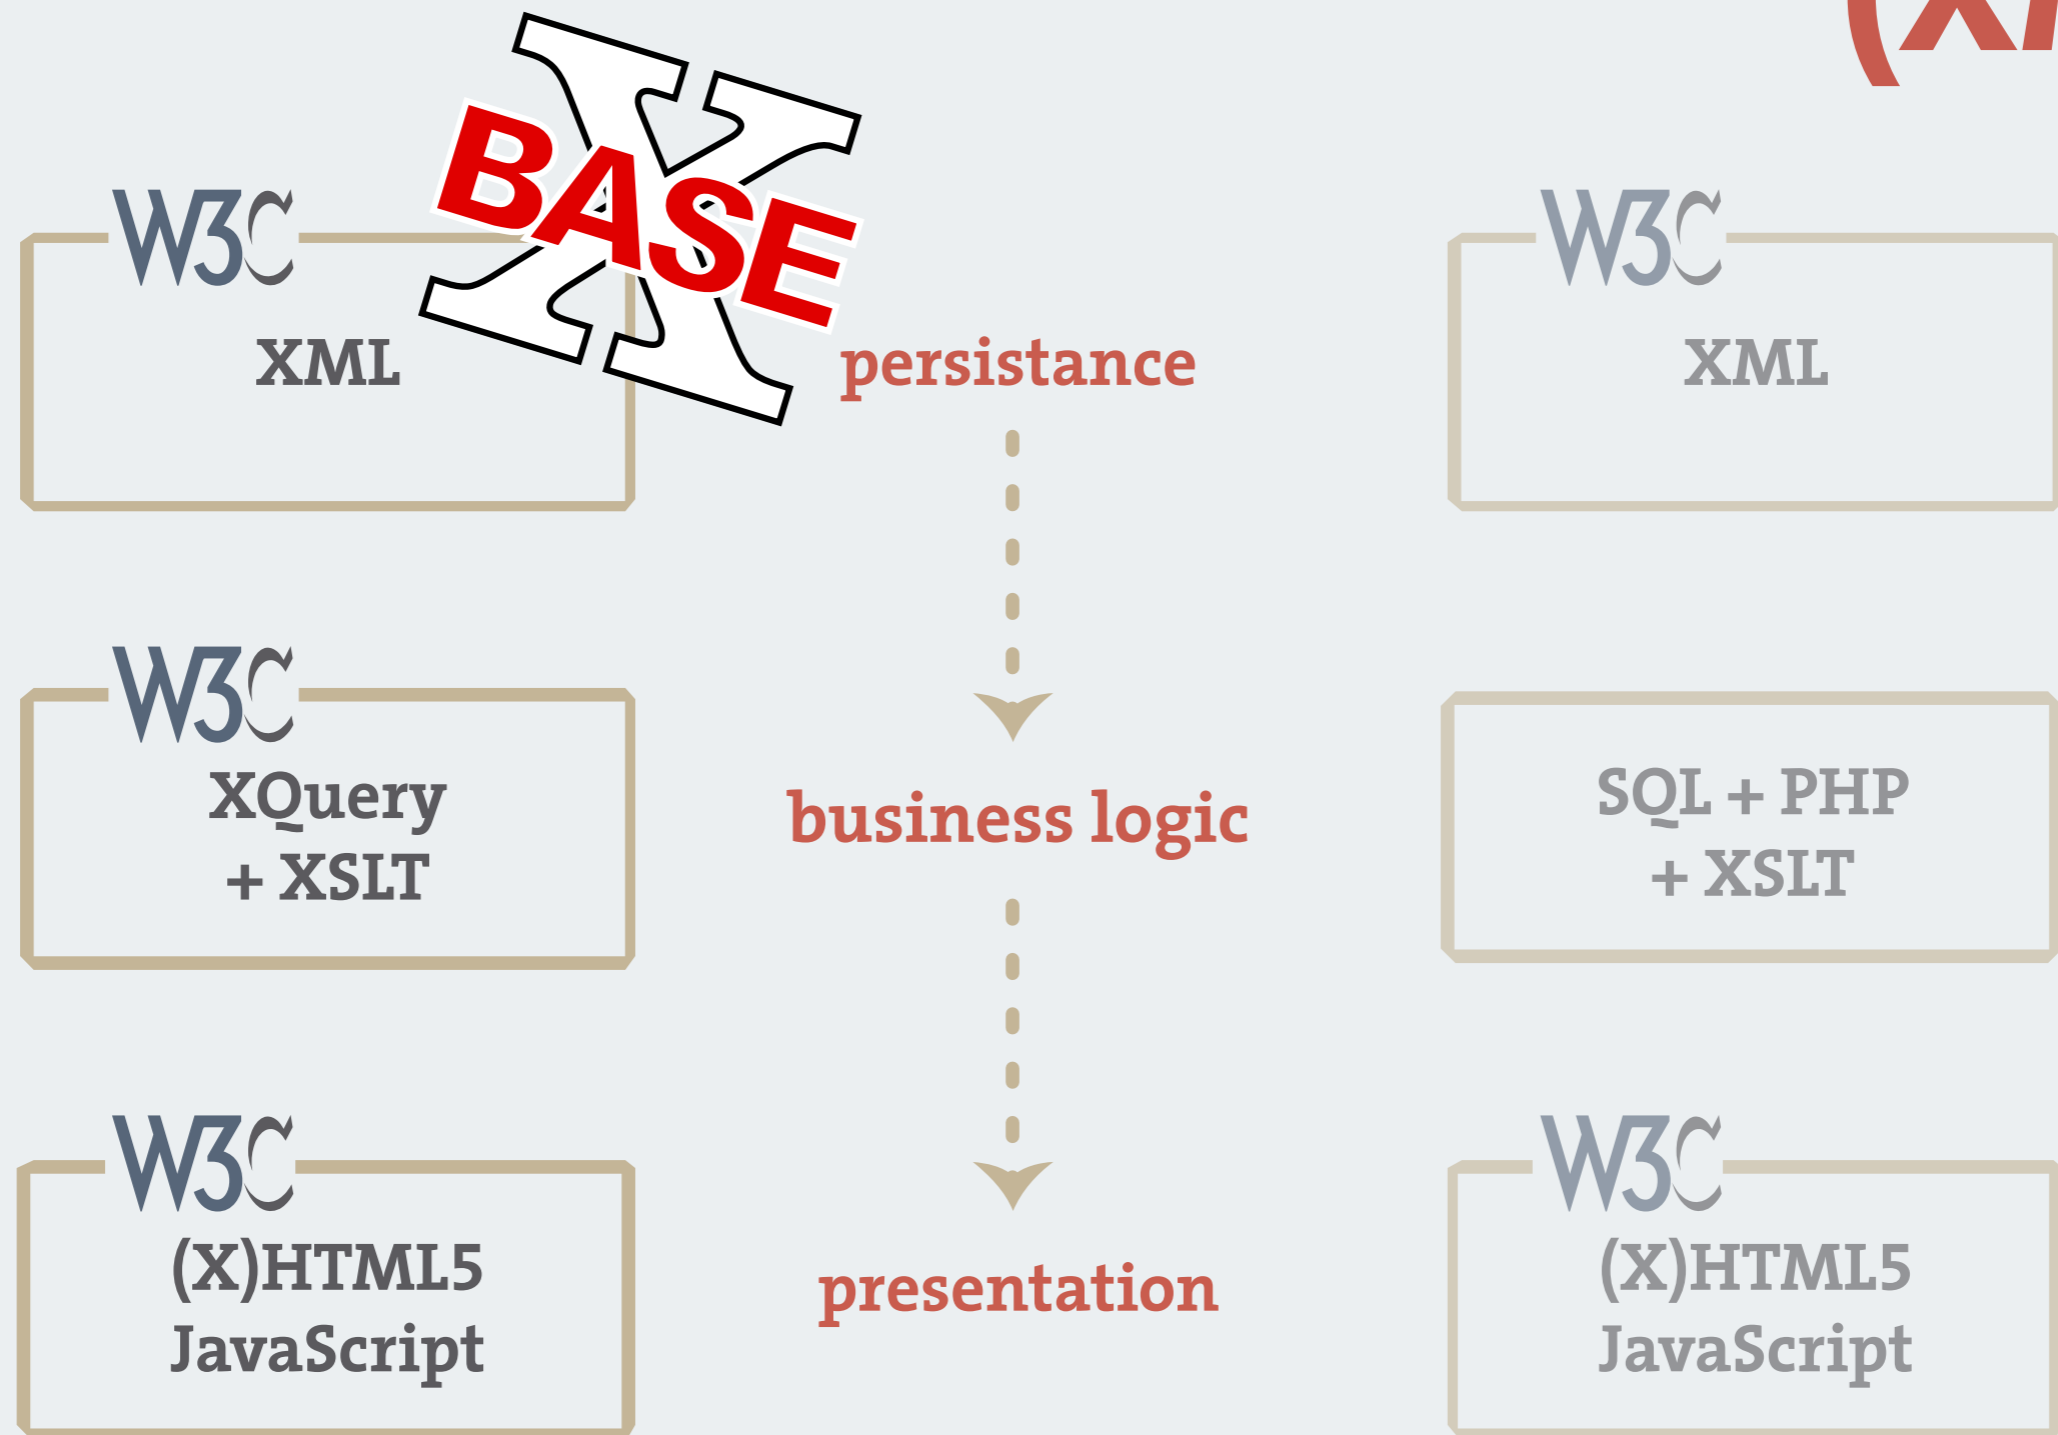 (X
BASE
X
W3C
XML
persistance
W3C
XML
W3C
XQuery
+ XSLT
business logic
SQL + PHP
+ XSLT
W3C
(X)HTML5
JavaScript
presentation
W3C
(X)HTML5
JavaScript